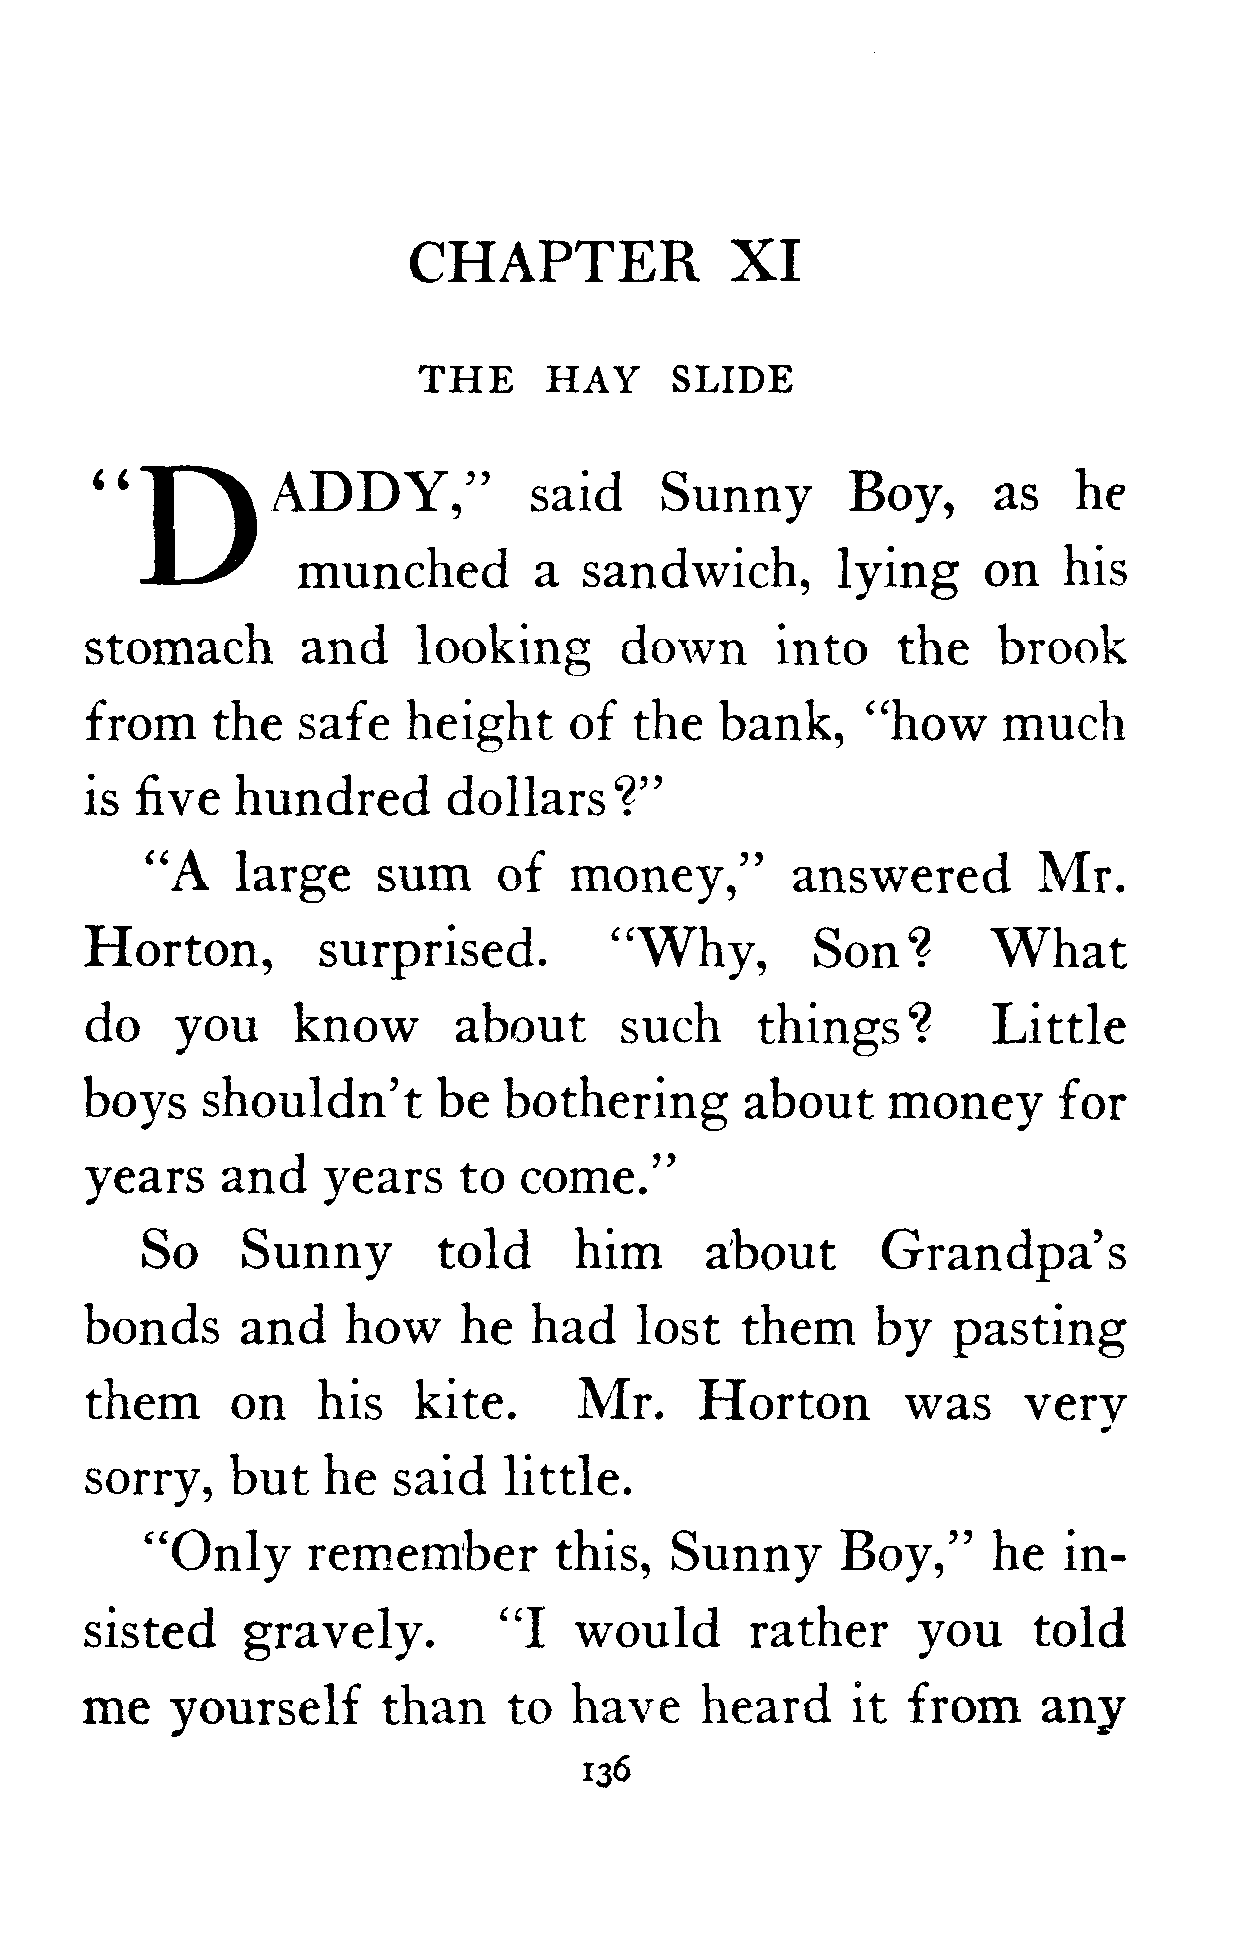 CHAPTER XI
THE HAY SLIDE
"DADDY," said Sunny Boy, as he
munched a sandwich, lying on his
stomach and looking down into the brook
from the safe height of the bank, "how much
is five hundred dollars?"
"A large sum of money," answered Mr.
Horton, surprised. "Why, Son? What
do you know about such things? Little
boys shouldn't be bothering about money for
years and years to come."
So Sunny told him about Grandpa's
bonds and how he had lost them by pasting
them on his kite. Mr. Horton was very
sorry, but he said little.
"Only remember this, Sunny Boy," he in-
sisted gravely. "I would rather you told
me yourself than to have heard it from any
136